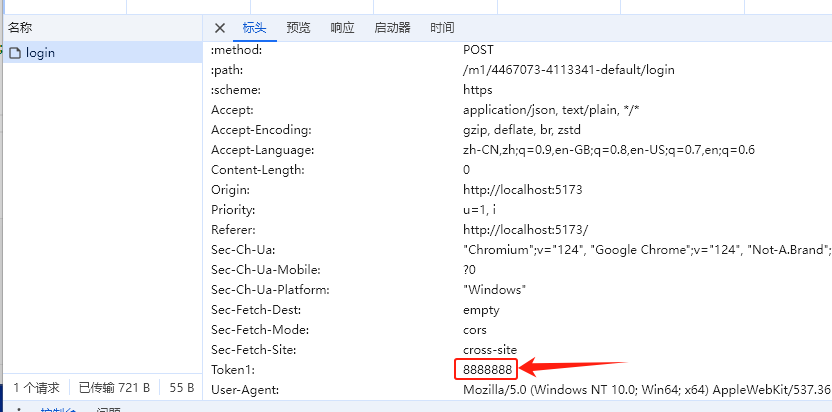 名称
标头 预览 响应 启动器 时间
login
:method: POST
:path: /m1/4467073-4113341-default/login
:scheme: https
Accept: application/json, text/plain, */*
Accept-Encoding: gzip, deflate, br, zstd
Accept-Language: zh-CN,zh;q=0.9,en-GB;q=0.8,en-US;q=0.7,en;q=0.6
Content-Length: 0
Origin: http://localhost:5173
Priority: u=1, i
Referer: http://localhost:5173/
Sec-Ch-Ua: "Chromium";v="124", "Google Chrome";v="124", "Not-A.Brand";
Sec-Ch-Ua-Mobile: ?0
Sec-Ch-Ua-Platform: "Windows"
Sec-Fetch-Dest: empty
Sec-Fetch-Mode: cors
Sec-Fetch-Site: cross-site
Token1: 8888888
User-Agent: Mozilla/5.0 (Windows NT 10.0; Win64; x64) AppleWebKit/537.36
1 个请求 已传输 721 B 55 B